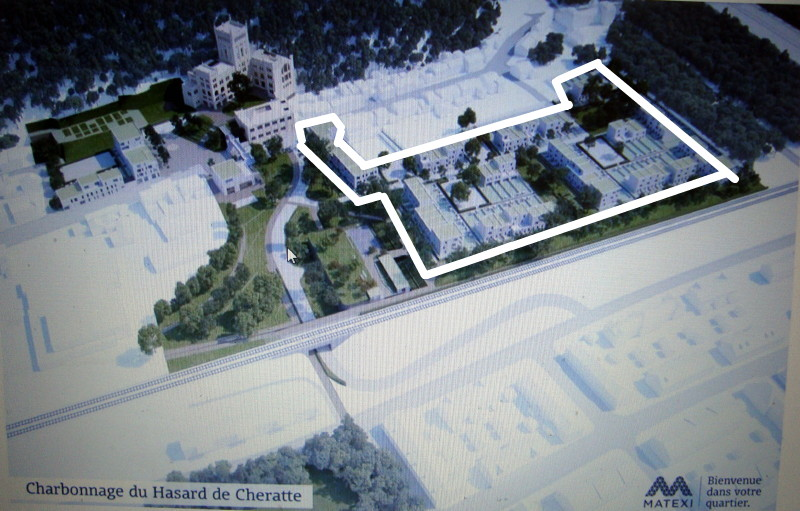 Charbonnage du Hasard de Cheratte
MATEXI
Bienvenue
dans votre
quartier.